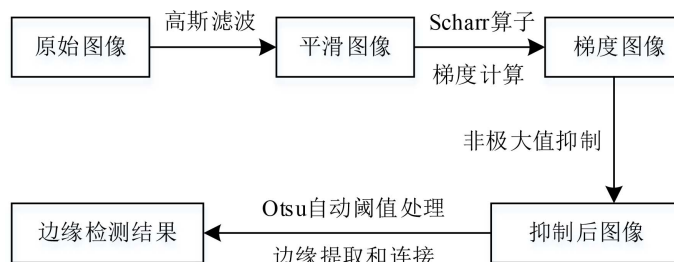 高斯滤波
原始图像
平滑图像
Scharr算子
梯度计算
梯度图像
非极大值抑制
抑制后图像
Otsu自动阈值处理
边缘提取和连接
边缘检测结果